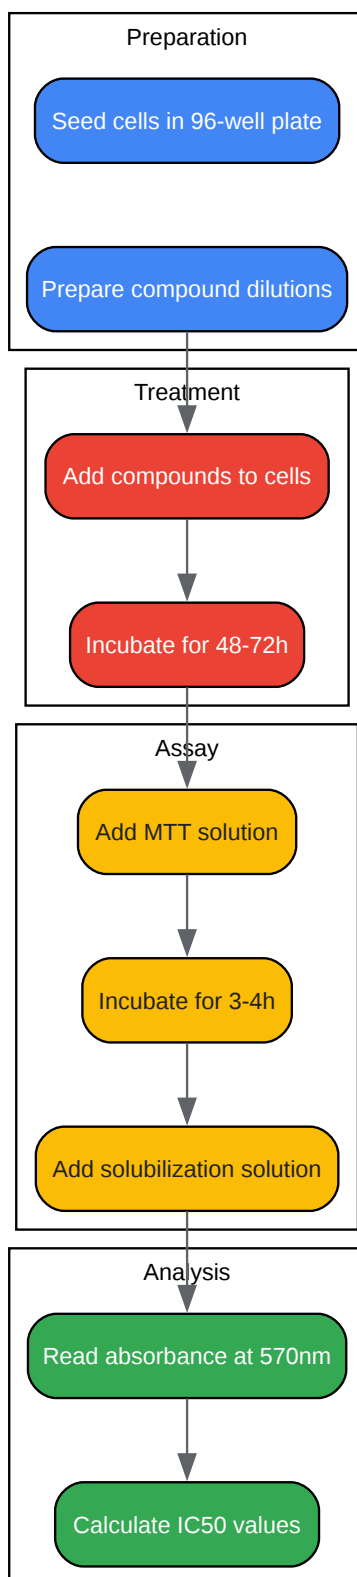 Preparation
Seed cells in 96-well plate
Prepare compound dilutions
Treatment
Add compounds to cells
Incubate for 48-72h
Assay
Add MTT solution
Incubate for 3-4h
Add solubilization solution
Analysis
Read absorbance at 570nm
Calculate IC50 values